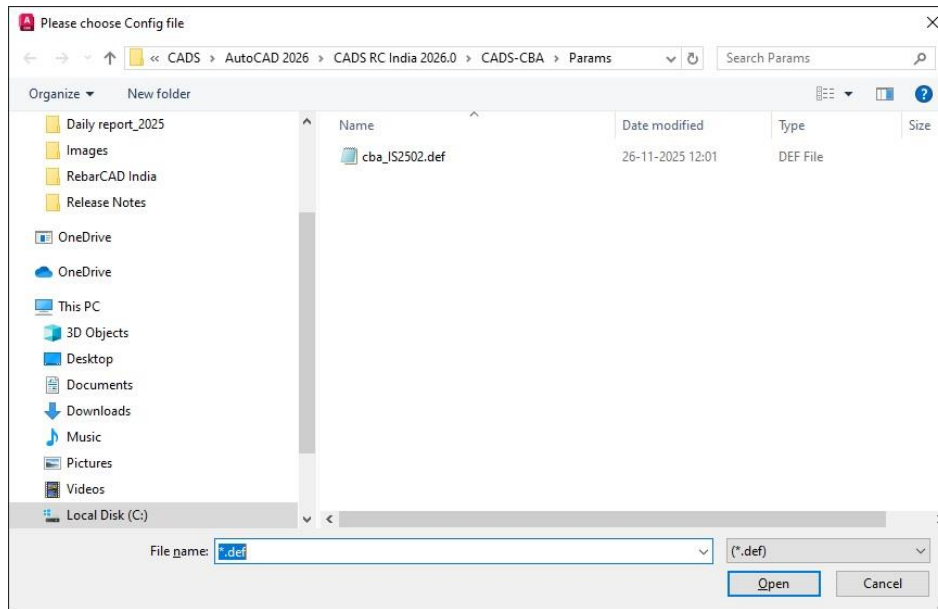 Please choose Config file
« CADS > AutoCAD 2026 > CADS RC India 2026.0 > CADS-CBA > Params
Search Params
Organize
New folder
Name
Date modified
Type
Size
cba_IS2502.def
26-11-2025 12:01
DEF File
Daily report_2025
Images
RebarCAD India
Release Notes
OneDrive
OneDrive
This PC
3D Objects
Desktop
Documents
Downloads
Music
Pictures
Videos
Local Disk (C:)
File name:
*.def
(*.def)
Open
Cancel